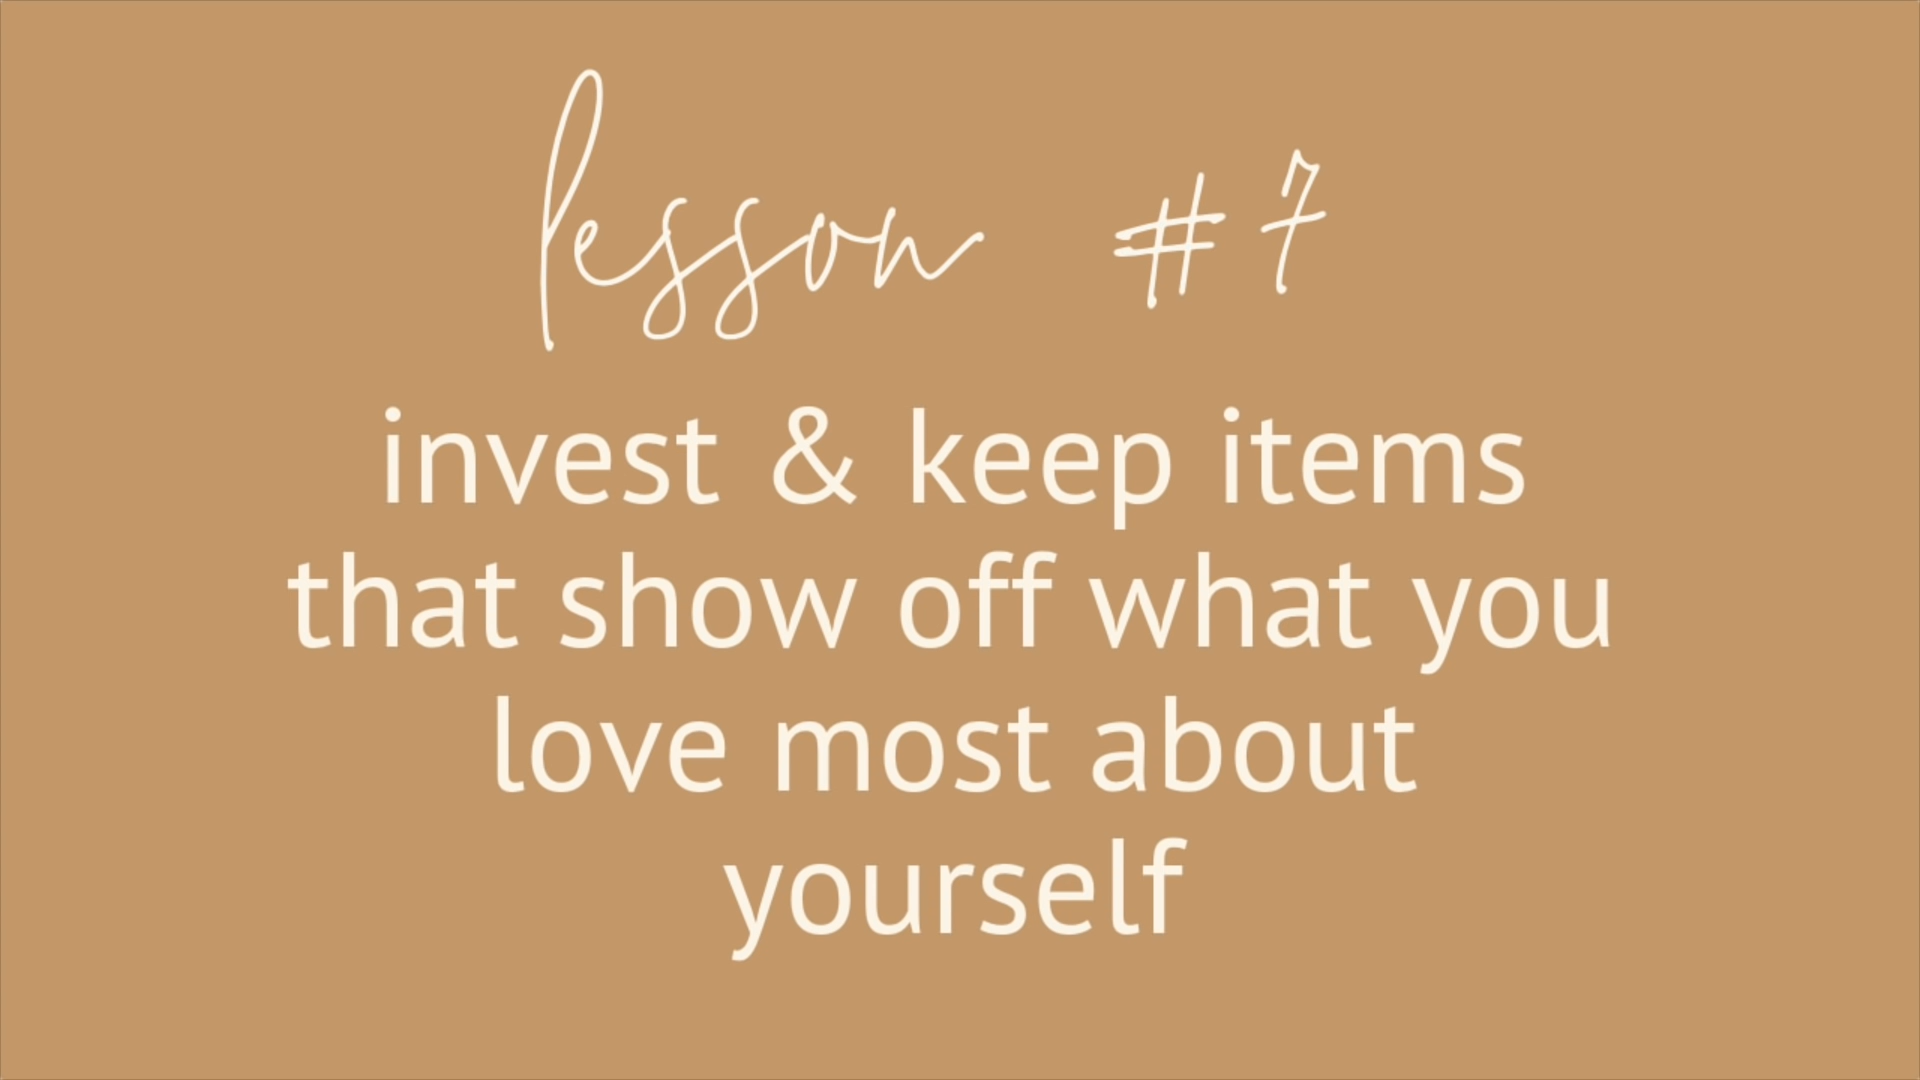 lesson #7
invest & keep items
that show off what you
love most about
yourself